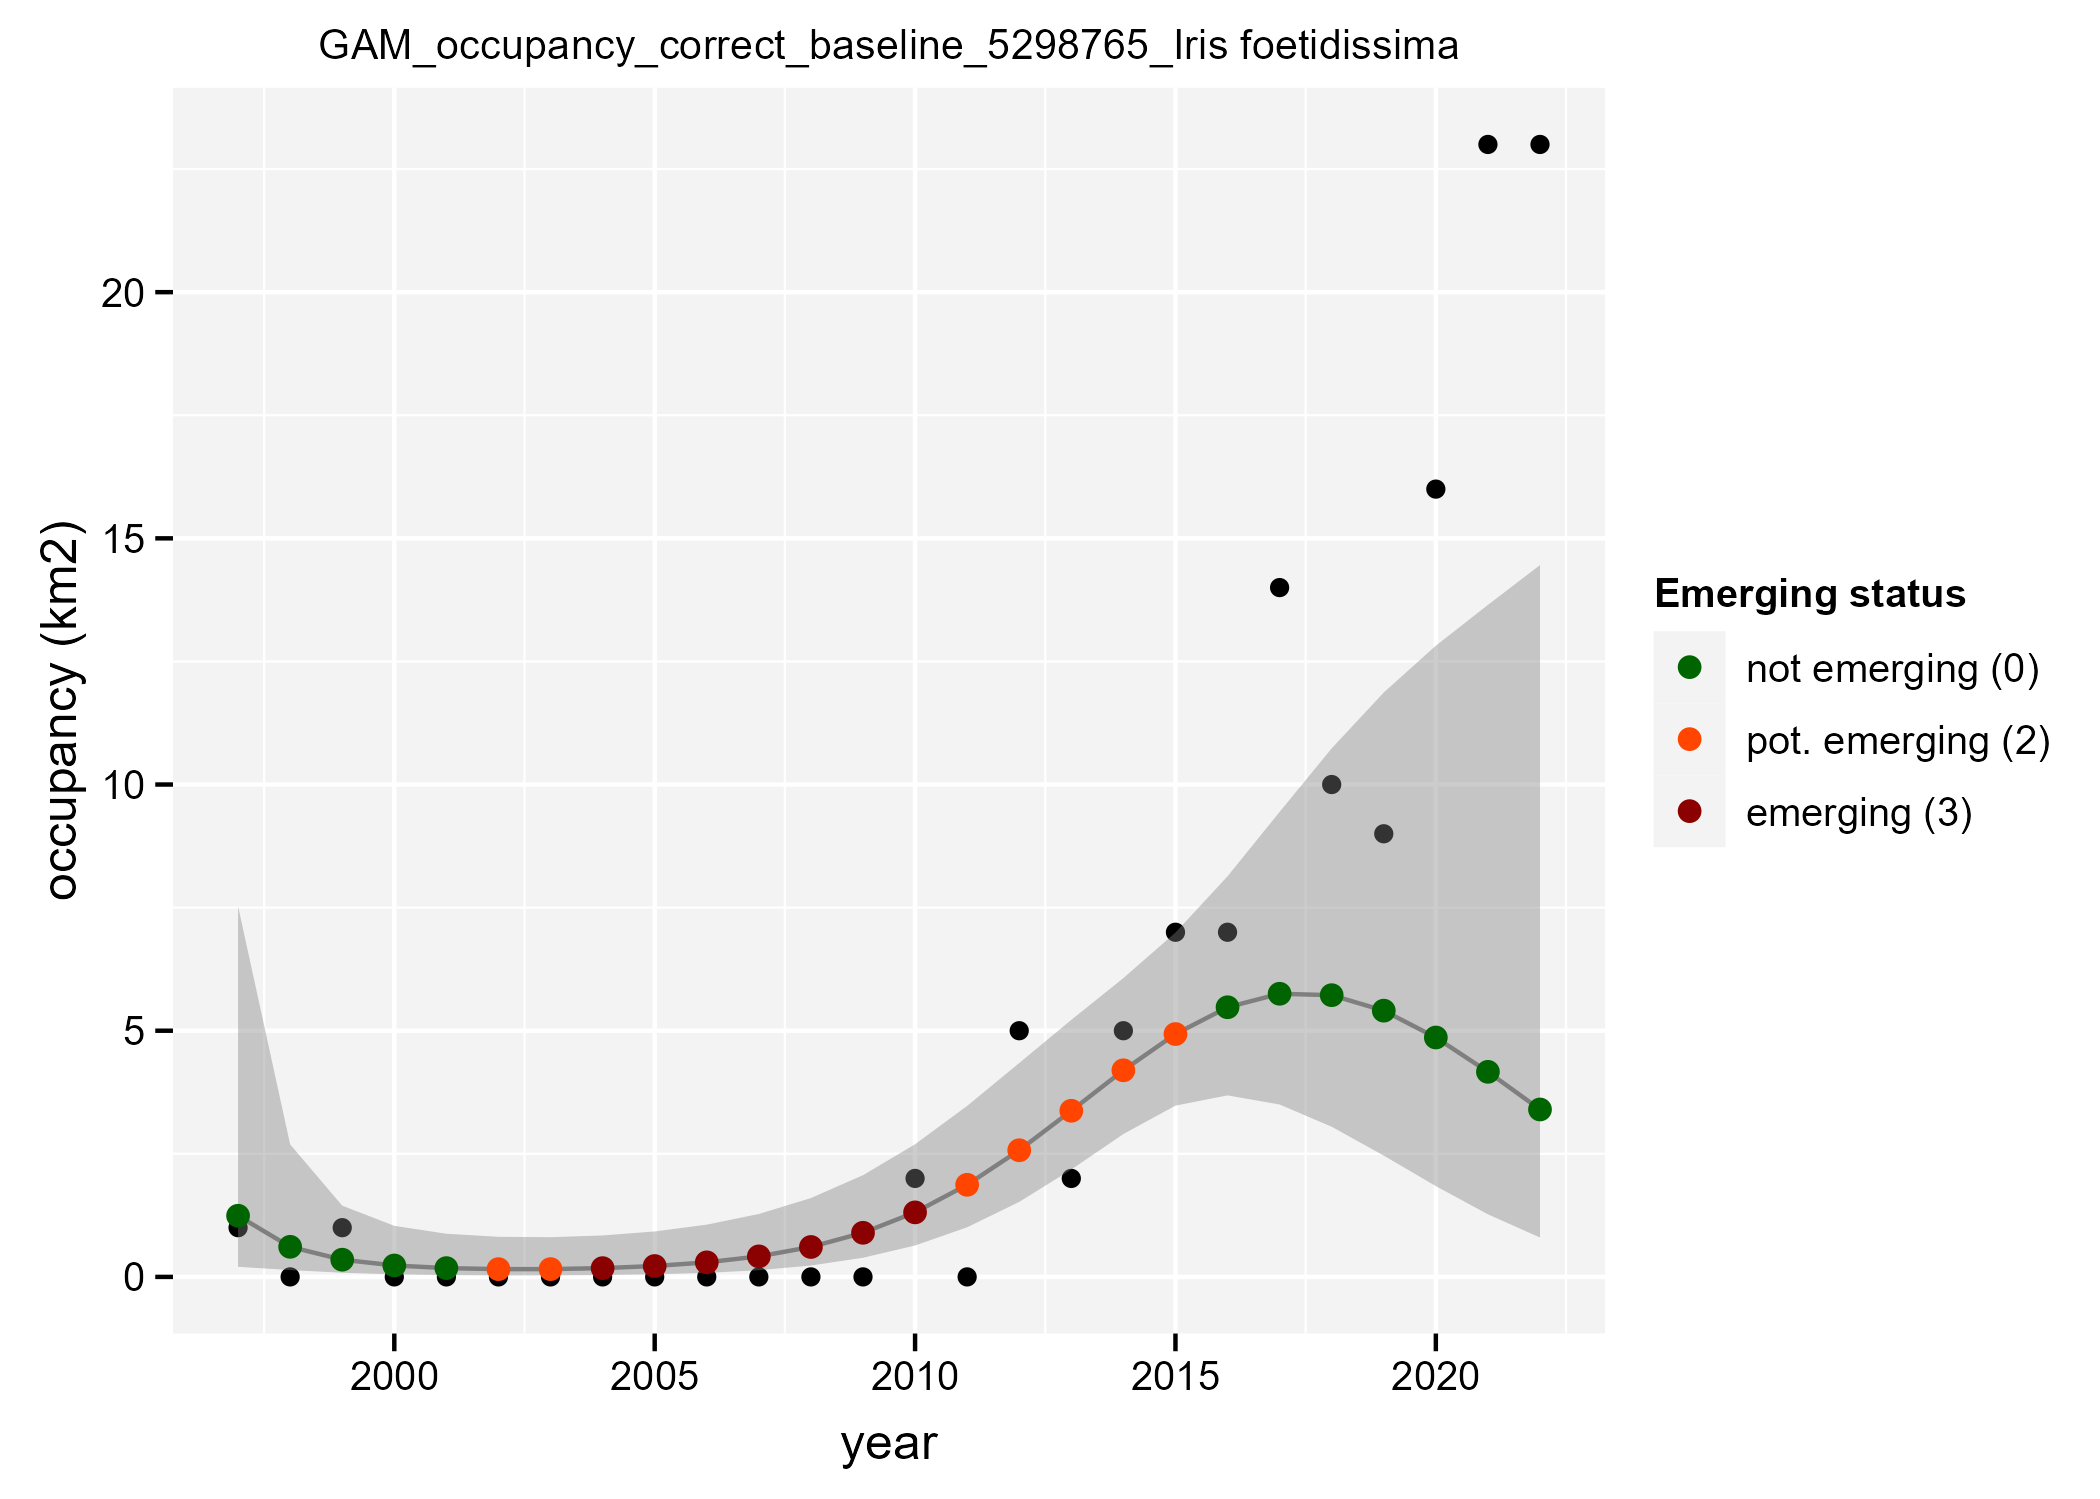 GAM_occupancy_correct_baseline_5298765_Iris foetidissima
occupancy (km2)
20
15
10
5
0
2000 2005 2010 2015 2020
year
Emerging status
not emerging (0)
pot. emerging (2)
emerging (3)